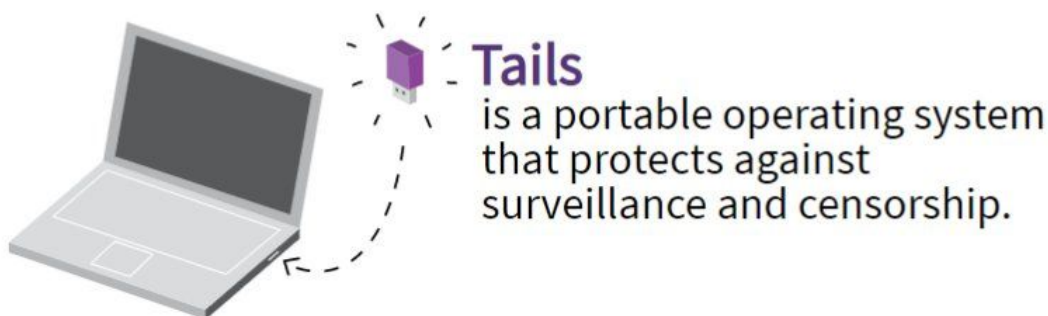 Tails
is a portable operating system
that protects against
surveillance and censorship.